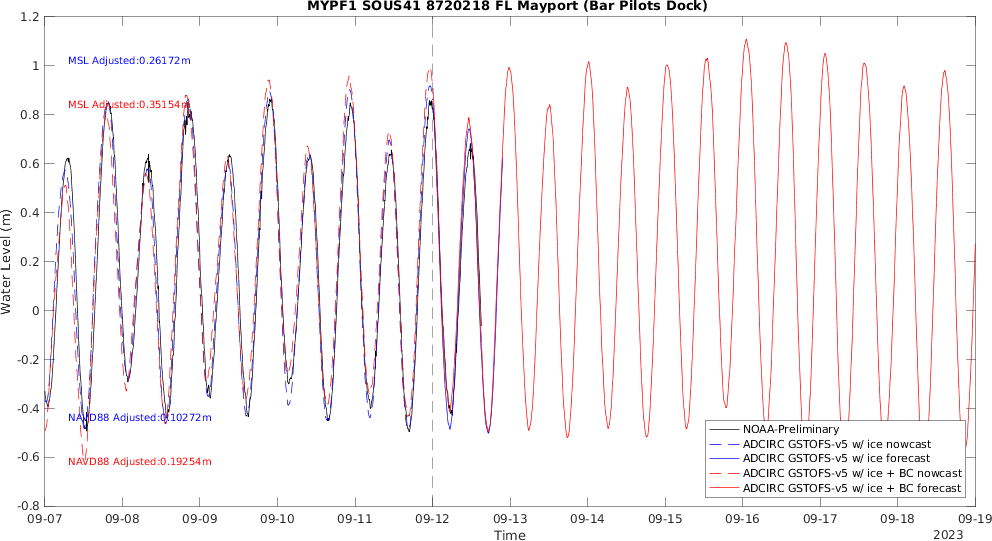 MYPF1 SOUS41 8720218 FL Mayport (Bar Pilots Dock)
1.2
1
0.8
0.6
0.4
0.2
0
-0.2
-0.4
-0.6
-0.8
Water Level (m)
MSL Adjusted:0.26172m
MSL Adjusted:0.35154m
NAVD88 Adjusted:0.10272m
NAVD88 Adjusted:0.19254m
NOAA-Preliminary
ADCIRC GSTOFS-v5 w/ ice nowcast
ADCIRC GSTOFS-v5 w/ ice forecast
ADCIRC GSTOFS-v5 w/ ice + BC nowcast
ADCIRC GSTOFS-v5 w/ ice + BC forecast
09-07 09-08 09-09 09-10 09-11 09-12 09-13 09-14 09-15 09-16 09-17 09-18 09-19
Time
2023